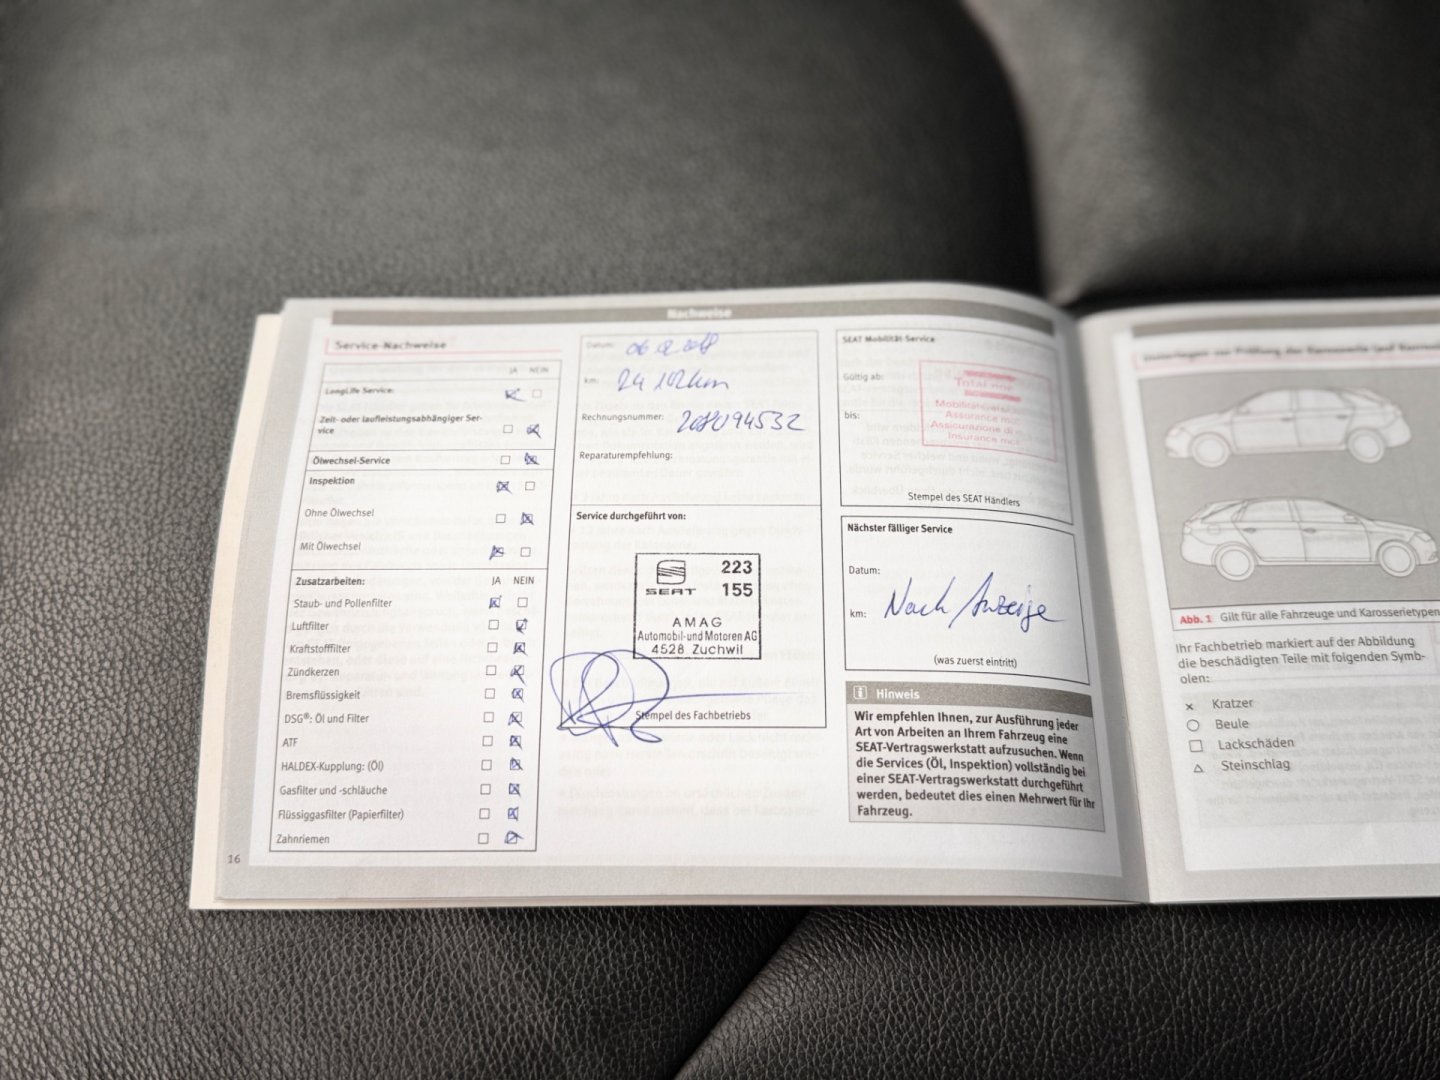 Nachweise
Service-Nachweise
JA NEIN
LongLife Service:
Zeit- oder laufleistungsabhängiger Ser-
vice
Ölwechsel-Service
Inspektion
Ohne Ölwechsel
Mit Ölwechsel
Zusatzarbeiten: JA NEIN
Staub- und Pollenfilter
Luftfilter
Kraftstofffilter
Zündkerzen
Bremsflüssigkeit
DSG®: Öl und Filter
ATF
HALDEX-Kupplung: (Öl)
Gasfilter und -schläuche
Flüssiggasfilter (Papierfilter)
Zahnriemen
16
Datum:
km: km
Rechnungsnummer:
Reparaturempfehlung:
Service durchgeführt von:
223
SEAT 155
AMAG
Automobil- und Motoren AG
4528 Zuchwil
Stempel des Fachbetriebs
SEAT Mobilität Service
Gültig ab:
bis:
Total
Assurance
Assicurazione di
Insurance
Stempel des SEAT Händlers
Nächster fälliger Service
Datum:
km: Nach Anzeige
(was zuerst eintritt)
i Hinweis
Wir empfehlen Ihnen, zur Ausführung jeder
Art von Arbeiten an Ihrem Fahrzeug eine
SEAT-Vertragswerkstatt aufzusuchen. Wenn
die Services (Öl, Inspektion) vollständig bei
einer SEAT-Vertragswerkstatt durchgeführt
werden, bedeutet dies einen Mehrwert für Ihr
Fahrzeug.
Abb. 1 Gilt für alle Fahrzeuge und Karosserietypen
Ihr Fachbetrieb markiert auf der Abbildung
die beschädigten Teile mit folgenden Symb-
olen:
Kratzer
Beule
Lackschäden
Steinschlag